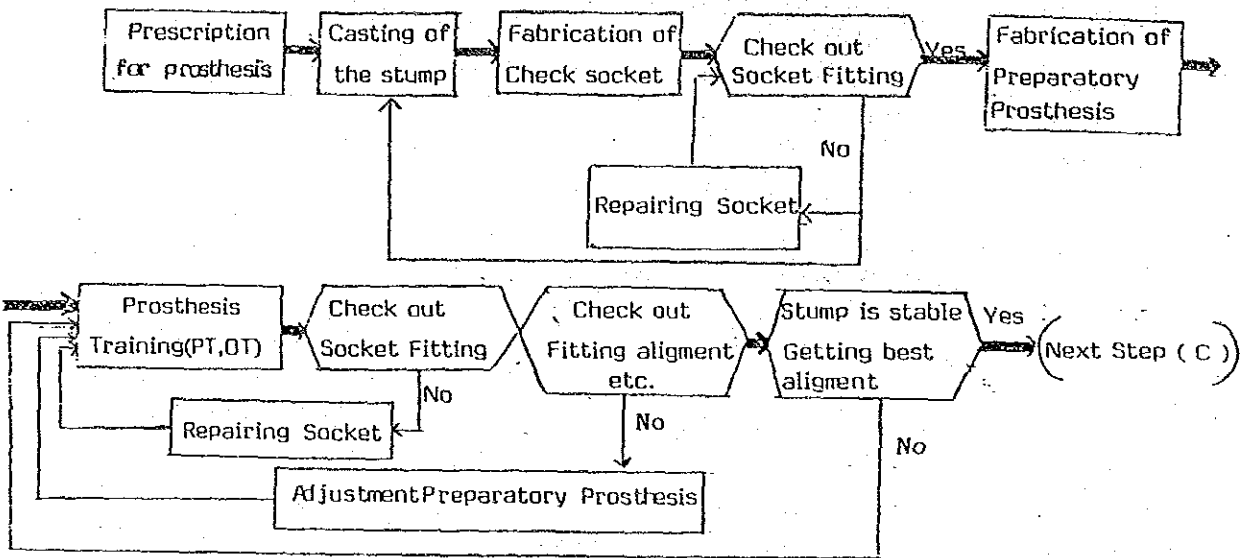 Prescription
for prosthesis
Casting of
the stump
Fabrication of
Check socket
Check out
Socket Fitting
Yes
Fabrication of
Preparatory
Prosthesis
No
Repairing Socket
Prosthesis
Training(PT,OT)
Check out
Socket Fitting
Check out
Fitting aligment
etc.
Stump is stable
Getting best
aligment
Yes
(Next Step ( C ))
No
Repairing Socket
No
No
Adjustment Preparatory Prosthesis